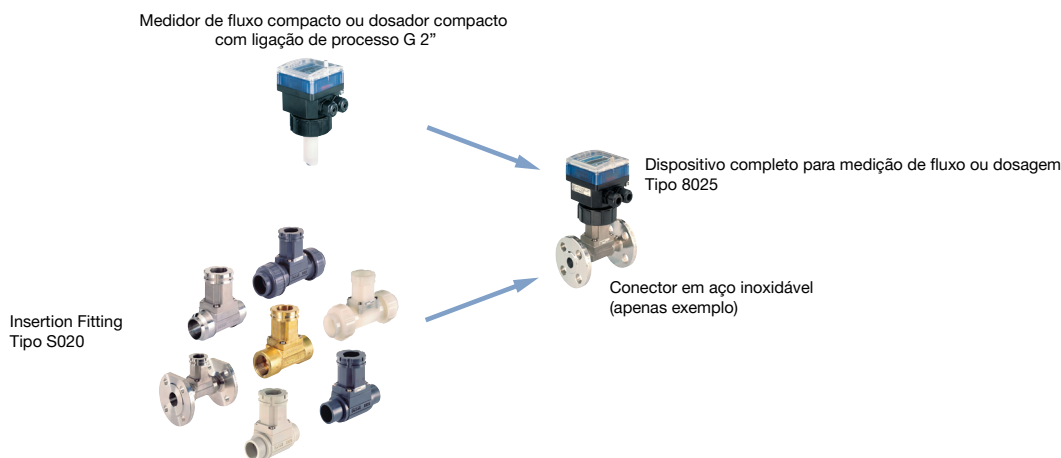 Medidor de fluxo compacto ou dosador compacto
com ligação de processo G 2”
Dispositivo completo para medição de fluxo ou dosagem
Tipo 8025
Conector em aço inoxidável
(apenas exemplo)
Insertion Fitting
Tipo S020